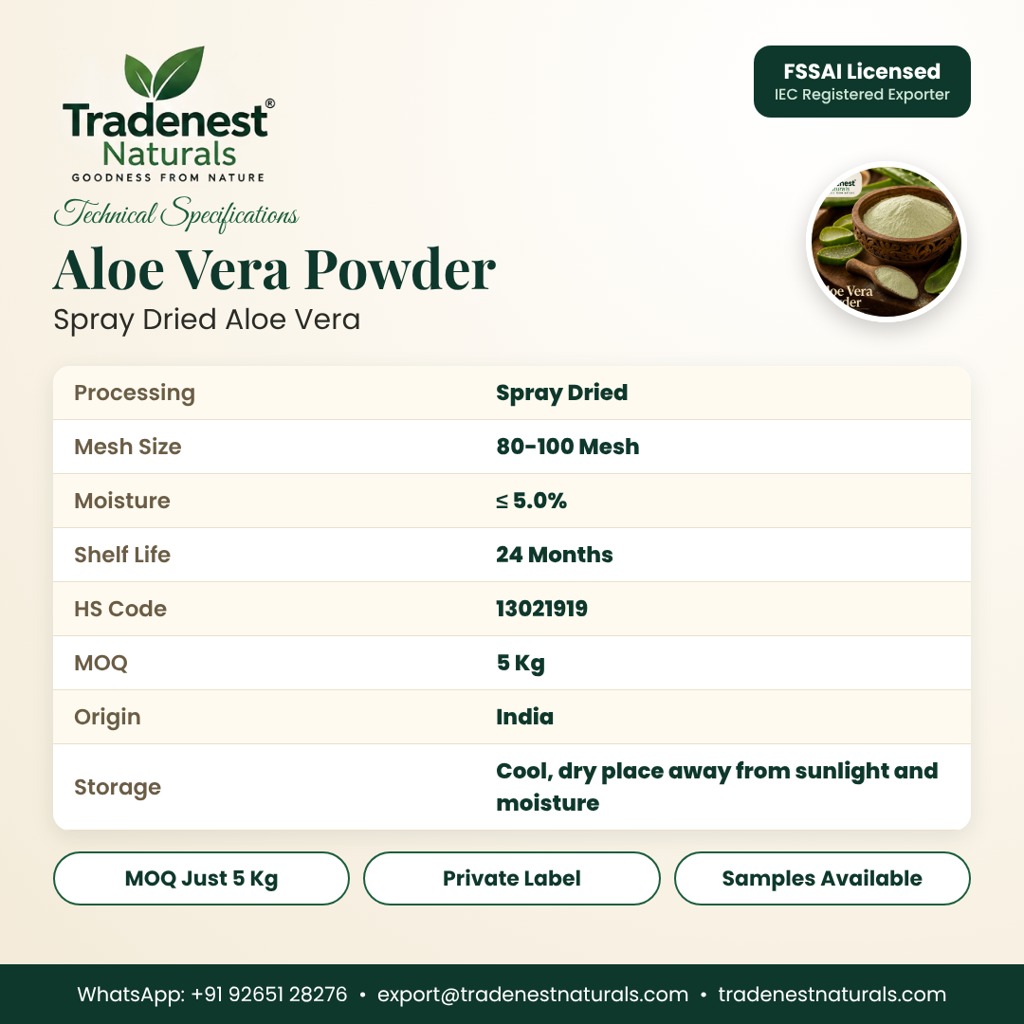 Tradenest®
Naturals
GOODNESS FROM NATURE
FSSAI Licensed
IEC Registered Exporter
Technical Specifications
Aloe Vera Powder
Spray Dried Aloe Vera
Processing Spray Dried
Mesh Size 80-100 Mesh
Moisture ≤ 5.0%
Shelf Life 24 Months
HS Code 13021919
MOQ 5 Kg
Origin India
Storage Cool, dry place away from sunlight and
moisture
MOQ Just 5 Kg
Private Label
Samples Available
WhatsApp: +91 92651 28276 • export@tradenestnaturals.com • tradenestnaturals.com